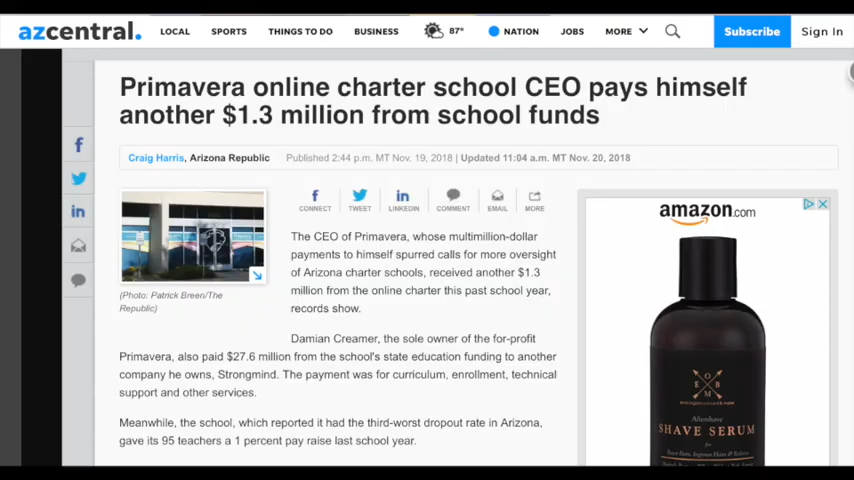 azcentral.
LOCAL SPORTS THINGS TO DO BUSINESS 87° NATION JOBS MORE Subscribe Sign In
Primavera online charter school CEO pays himself
another $1.3 million from school funds
Craig Harris, Arizona Republic Published 2:44 p.m. MT Nov. 19, 2018 | Updated 11:04 a.m. MT Nov. 20, 2018
f
in
f
in
CONNECT TWEET LINKEDIN COMMENT EMAIL MORE
(Photo: Patrick Breen/The
Republic)
The CEO of Primavera, whose multimillion-dollar
payments to himself spurred calls for more oversight
of Arizona charter schools, received another $1.3
million from the online charter this past school year,
records show.
Damian Creamer, the sole owner of the for-profit
Primavera, also paid $27.6 million from the school's state education funding to another
company he owns, Strongmind. The payment was for curriculum, enrollment, technical
support and other services.
Meanwhile, the school, which reported it had the third-worst dropout rate in Arizona,
gave its 95 teachers a 1 percent pay raise last school year.
amazon.com
E O B M
Aftershave
SHAVE SERUM
for